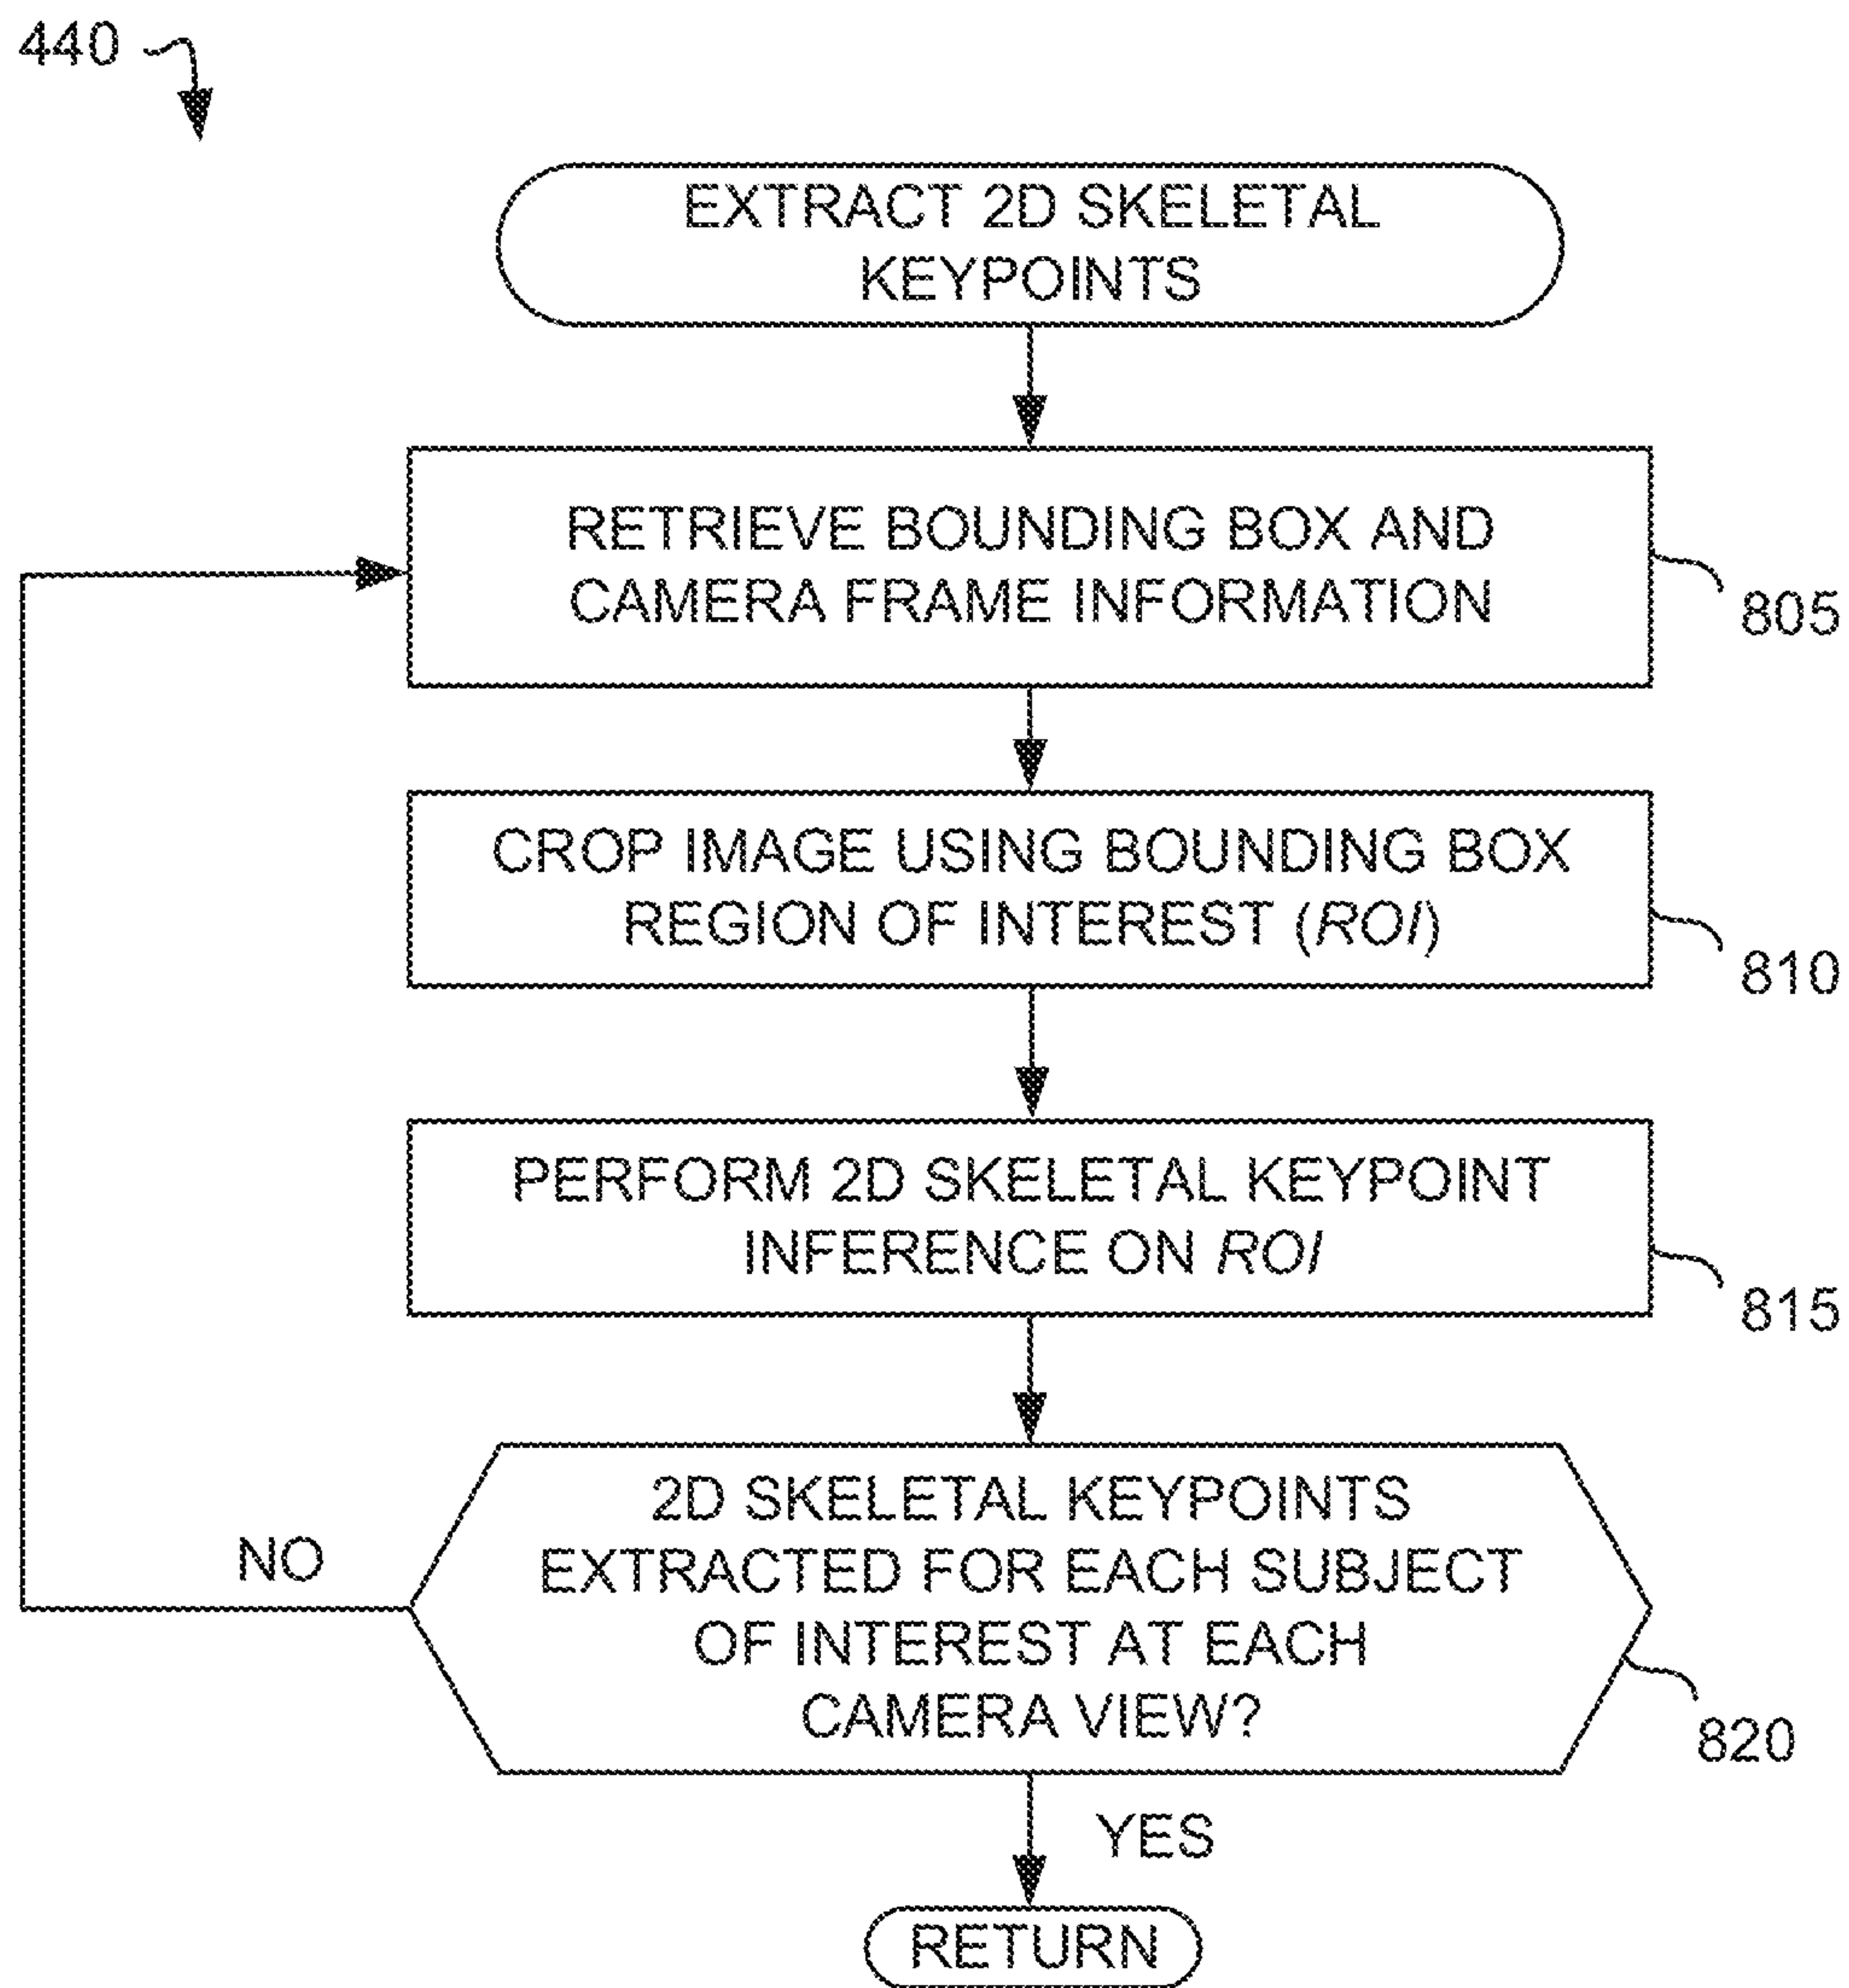 440
EXTRACT 2D SKELETAL
KEYPOINTS
RETRIEVE BOUNDING BOX AND
CAMERA FRAME INFORMATION
805
CROP IMAGE USING BOUNDING BOX
REGION OF INTEREST (ROI)
810
PERFORM 2D SKELETAL KEYPOINT
INFERENCE ON ROI
815
2D SKELETAL KEYPOINTS
EXTRACTED FOR EACH SUBJECT
OF INTEREST AT EACH
CAMERA VIEW?
820
NO
YES
RETURN